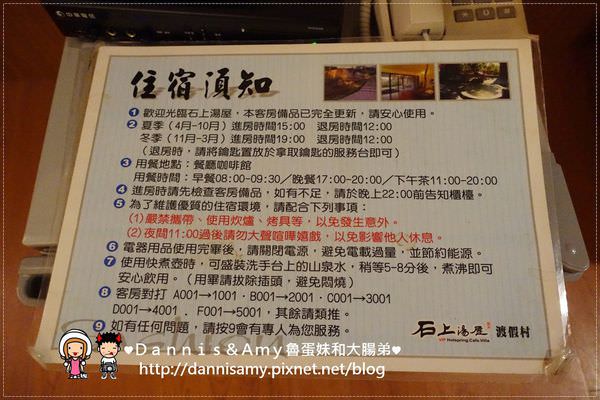 中華電信
住宿須知
1 歡迎光臨石上湯屋，本客房備品已完全更新，請安心使用。
2 夏季(4月-10月)進房時間15:00　退房時間12:00
冬季(11月-3月)進房時間19:00　退房時間12:00
(退房時，請將鑰匙置放於拿取鑰匙的服務台即可)
3 用餐地點：餐廳咖啡館
用餐時間：早餐08:00-09:30／晚餐17:00-20:00／下午茶11:00-20:00
4 進房時請先檢查客房備品，如有不足，請於晚上22:00前告知櫃檯。
5 為了維護優質的住宿環境，請配合下列事項：
(1)嚴禁攜帶、使用炊爐、烤具等，以免發生意外。
(2)夜間11:00過後請勿大聲喧嘩嬉戲，以免影響他人休息。
6 電器用品使用完畢後，請關閉電源，避免電載過量，並節約能源。
7 使用快煮壺時，可盛裝洗手台上的山泉水，稍等5-8分後，煮沸即可
安心飲用。(用畢請拔除插頭，避免悶燒)
8 客房對打 A001→1001．B001→2001．C001→3001
D001→4001．F001→5001，其餘請類推。
9 如有任何問題，請按9會有專人為您服務。
石上湯屋 渡假村
VIP Hotspring Cafe Villa
♥Dannis&Amy魯蛋妹和大腸弟♥
http://dannisamy.pixnet.net/blog